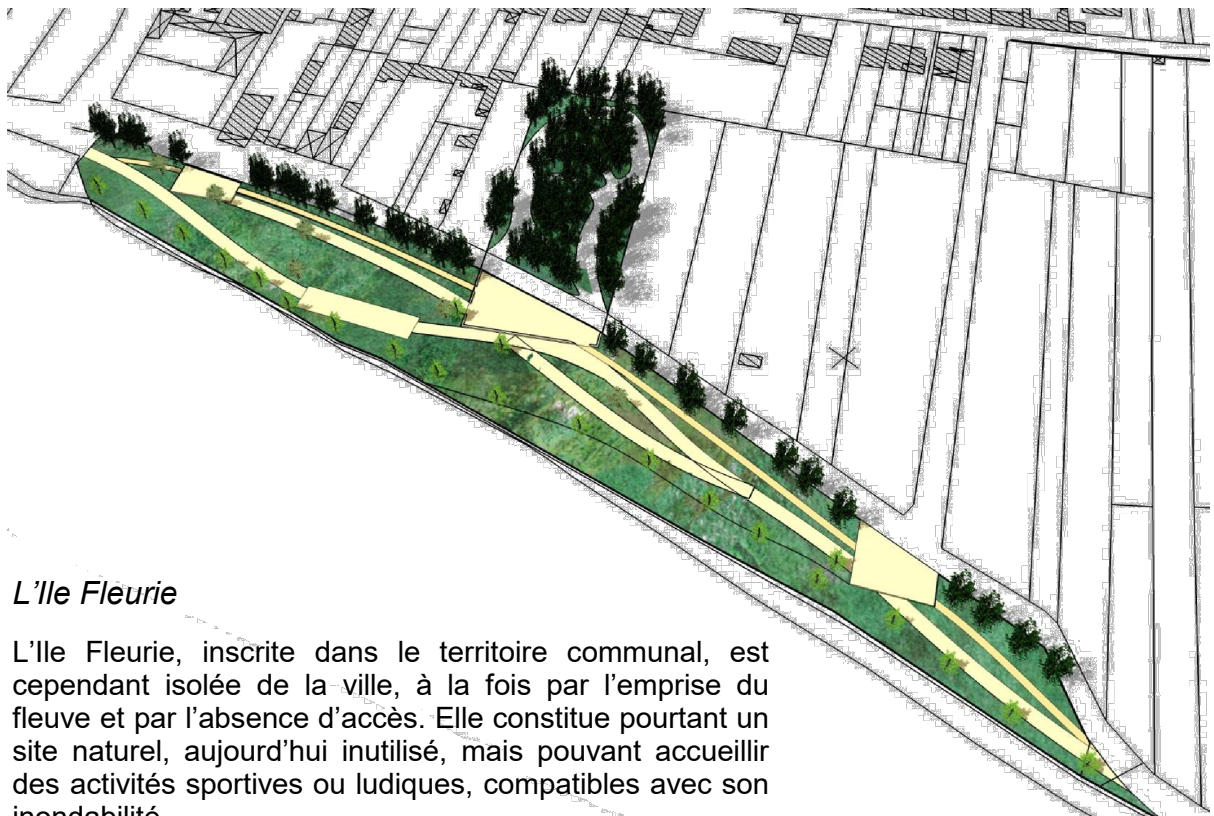 L'Ile Fleurie
L'Ile Fleurie, inscrite dans le territoire communal, est
cependant isolée de la ville, à la fois par l'emprise du
fleuve et par l'absence d'accès. Elle constitue pourtant un
site naturel, aujourd'hui inutilisé, mais pouvant accueillir
des activités sportives ou ludiques, compatibles avec son
inondabilité